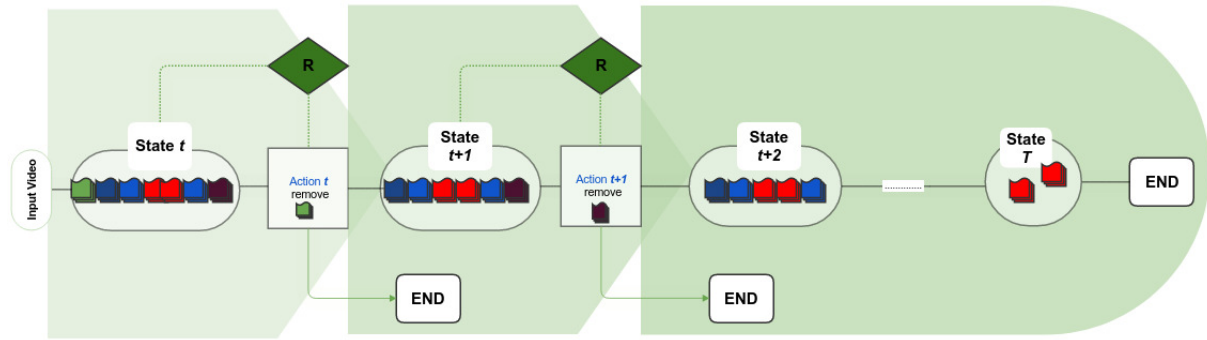 Input Video
State t
R
Action t
remove
END
State
t+1
R
Action t+1
remove
END
State
t+2
............
State
T
END